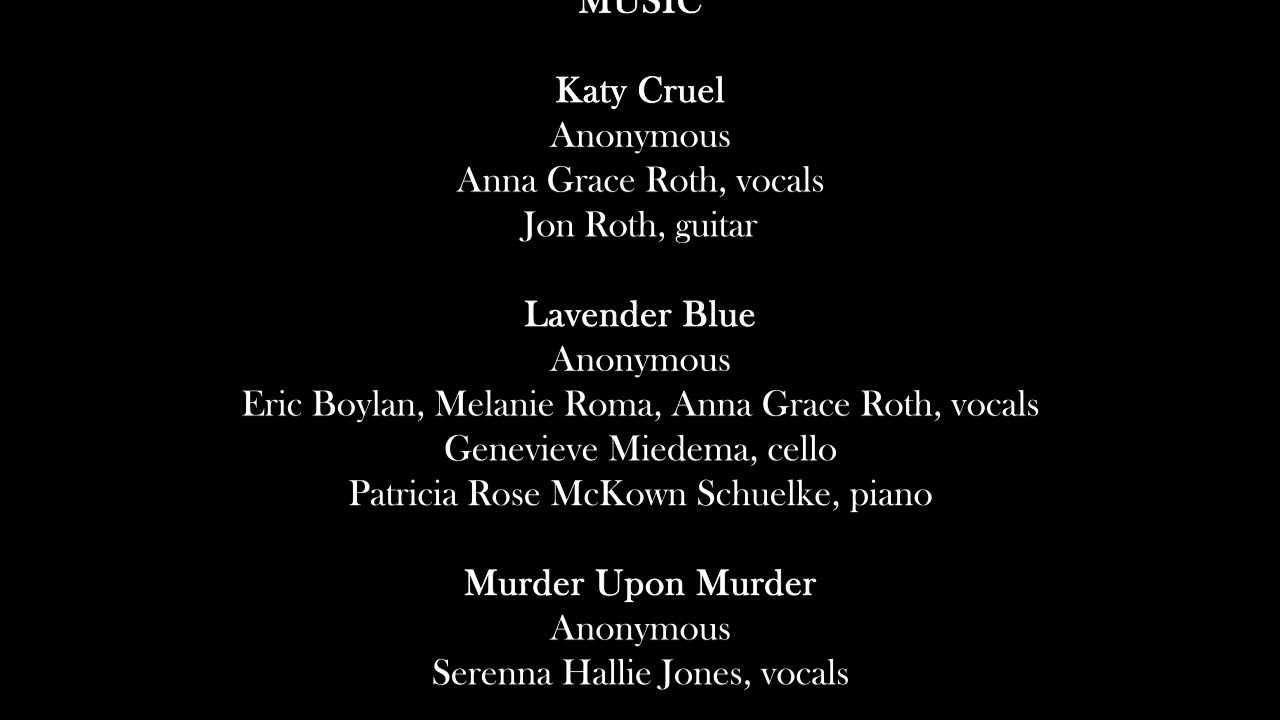 MUSIC
Katy Cruel
Anonymous
Anna Grace Roth, vocals
Jon Roth, guitar
Lavender Blue
Anonymous
Eric Boylan, Melanie Roma, Anna Grace Roth, vocals
Genevieve Miedema, cello
Patricia Rose McKown Schuelke, piano
Murder Upon Murder
Anonymous
Serenna Hallie Jones, vocals